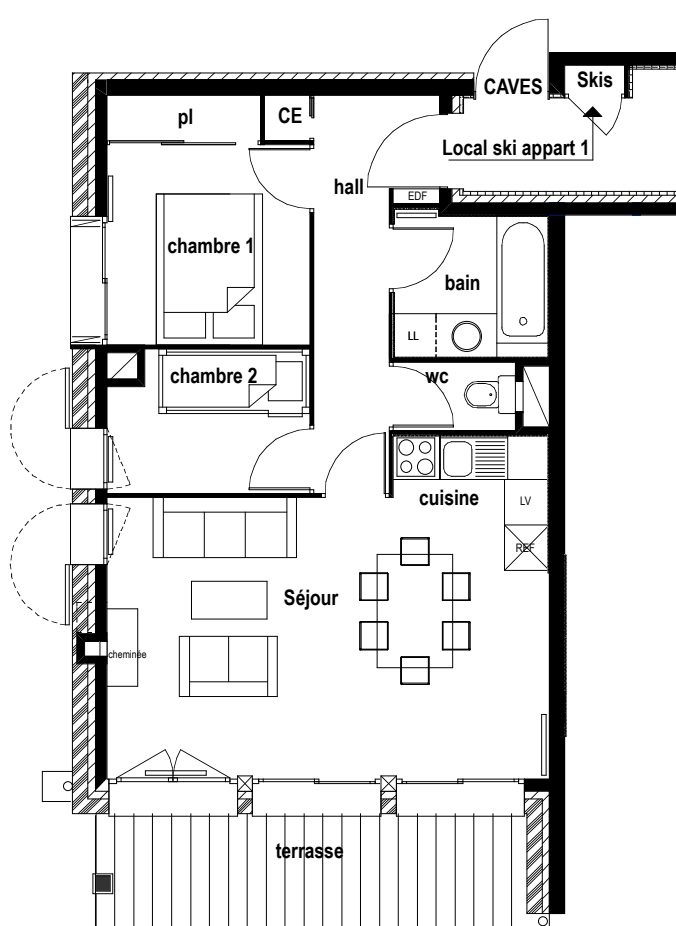 CAVES
Skis
pl
CE
Local ski appart 1
hall
EDF
chambre 1
bain
LL
chambre 2
wc
cuisine
LV
REF
Séjour
cheminée
terrasse